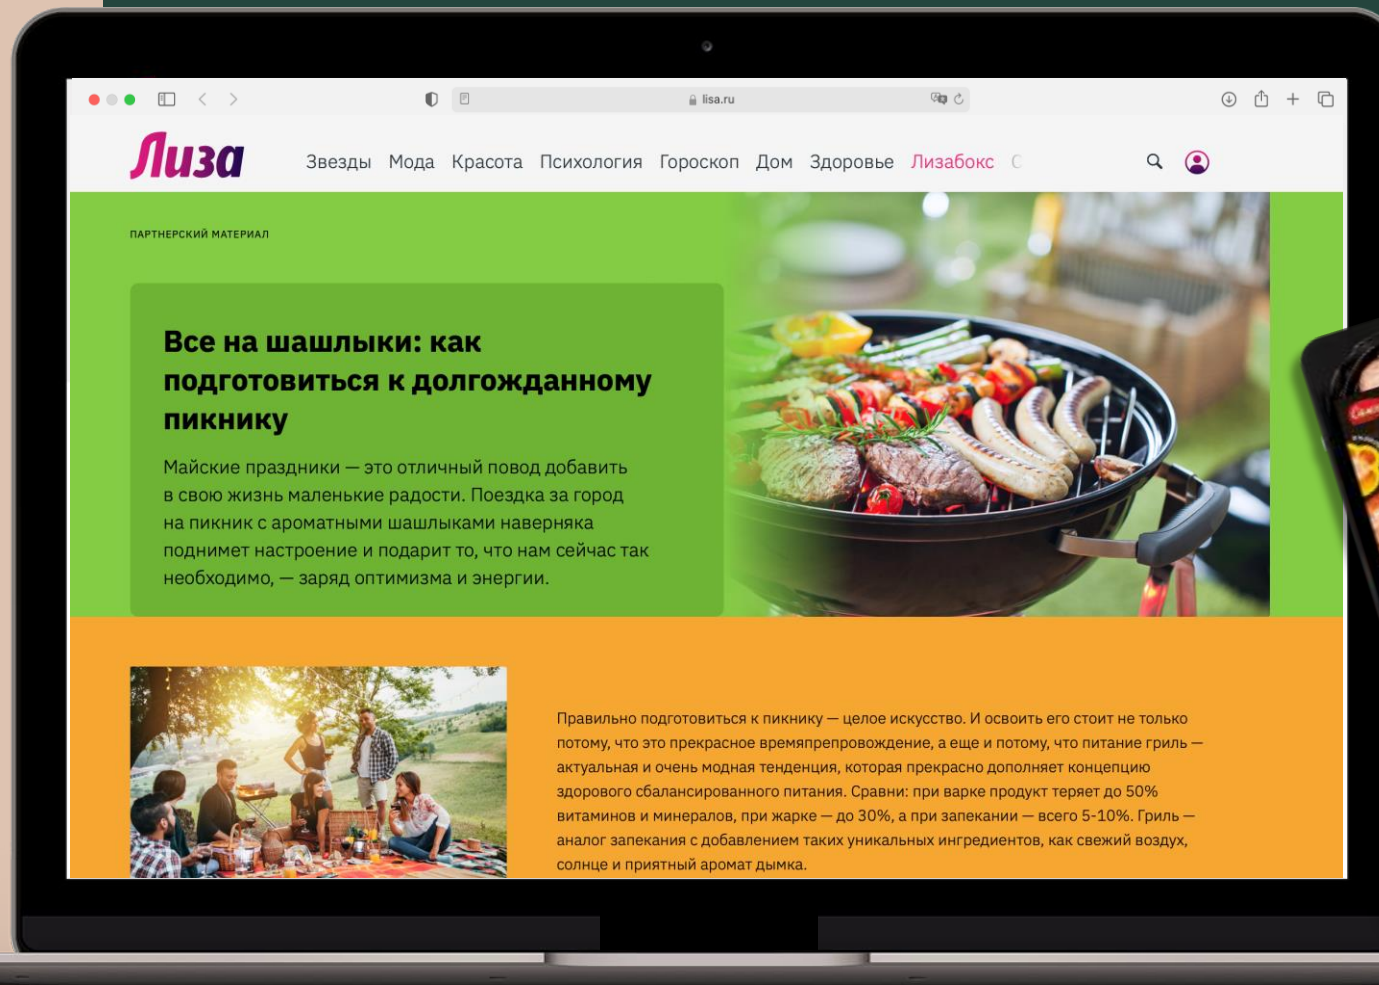 lisa.ru
Лиза
Звезды Мода Красота Психология Гороскоп Дом Здоровье Лизабокс
ПАРТНЕРСКИЙ МАТЕРИАЛ
Все на шашлыки: как
подготовиться к долгожданному
пикнику
Майские праздники — это отличный повод добавить
в свою жизнь маленькие радости. Поездка за город
на пикник с ароматными шашлыками наверняка
поднимет настроение и подарит то, что нам сейчас так
необходимо, — заряд оптимизма и энергии.
Правильно подготовиться к пикнику — целое искусство. И освоить его стоит не только
потому, что это прекрасное времяпрепровождение, а еще и потому, что питание гриль —
актуальная и очень модная тенденция, которая прекрасно дополняет концепцию
здорового сбалансированного питания. Сравни: при варке продукт теряет до 50%
витаминов и минералов, при жарке — до 30%, а при запекании — всего 5-10%. Гриль —
аналог запекания с добавлением таких уникальных ингредиентов, как свежий воздух,
солнце и приятный аромат дымка.